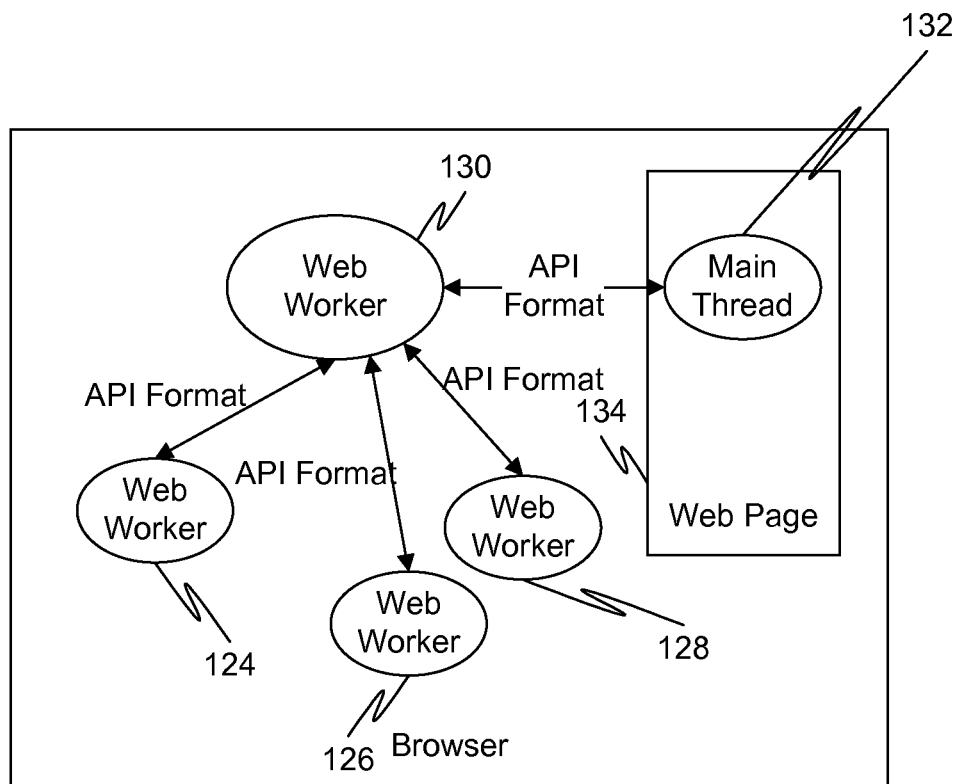 132
130
Web
Worker
API
Format
Main
Thread
API Format
API Format
134
API Format
Web
Worker
Web
Worker
Web Page
Web
Worker
124
128
126
Browser